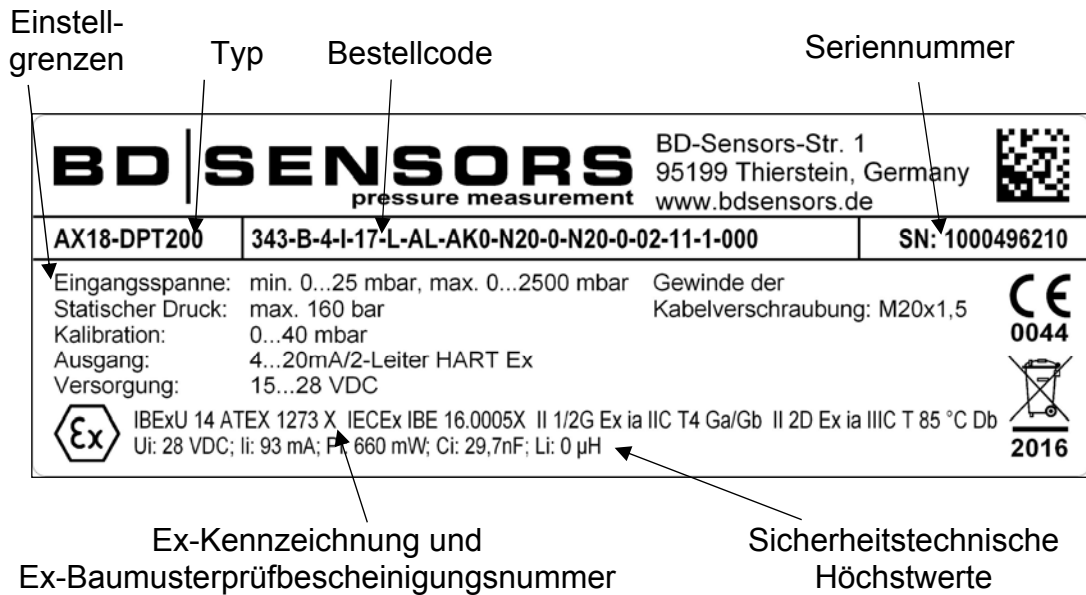 Einstell-
grenzen
Typ
Bestellcode
Seriennummer
BD|SENSORS
pressure measurement
BD-Sensors-Str. 1
95199 Thierstein, Germany
www.bdsensors.de
AX18-DPT200
343-B-4-I-17-L-AL-AK0-N20-0-N20-0-02-11-1-000
SN: 1000496210
Eingangsspanne: min. 0...25 mbar, max. 0...2500 mbar
Statischer Druck: max. 160 bar
Kalibration: 0...40 mbar
Ausgang: 4...20mA/2-Leiter HART Ex
Versorgung: 15...28 VDC
Gewinde der
Kabelverschraubung: M20x1,5
CE
0044
Ex
IBExU 14 ATEX 1273 X IECEx IBE 16.0005X II 1/2G Ex ia IIC T4 Ga/Gb II 2D Ex ia IIIC T 85 °C Db
Ui: 28 VDC; Ii: 93 mA; Pi: 660 mW; Ci: 29,7nF; Li: 0 µH
2016
Ex-Kennzeichnung und
Ex-Baumusterprüfbescheinigungsnummer
Sicherheitstechnische
Höchstwerte